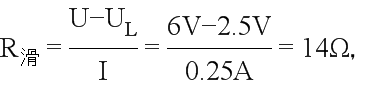 R滑 = (U−U_L)/I = (6V−2.5V)/0.25A = 14Ω,